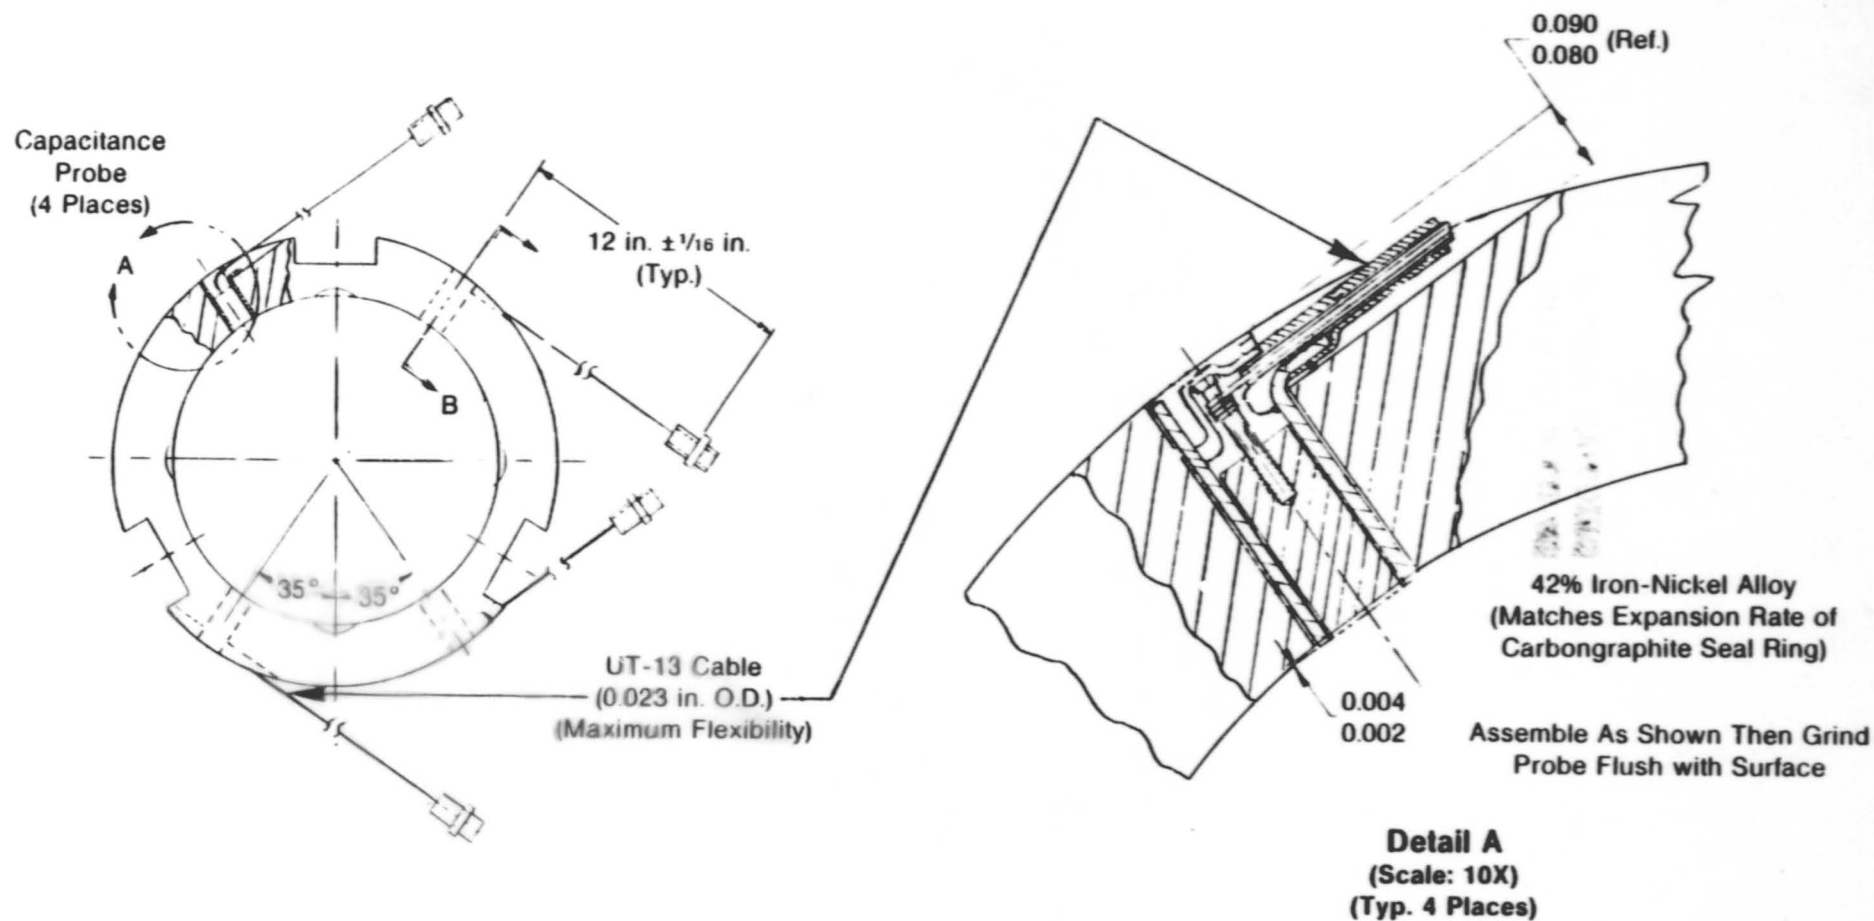 Capacitance
Probe
(4 Places)
A
12 in. ± 1/16 in.
(Typ.)
B
35°
35°
UT-13 Cable
(0.023 in. O.D.)
(Maximum Flexibility)
0.090
0.080
(Ref.)
42% Iron-Nickel Alloy
(Matches Expansion Rate of
Carbongraphite Seal Ring)
0.004
0.002
Assemble As Shown Then Grind
Probe Flush with Surface
Detail A
(Scale: 10X)
(Typ. 4 Places)